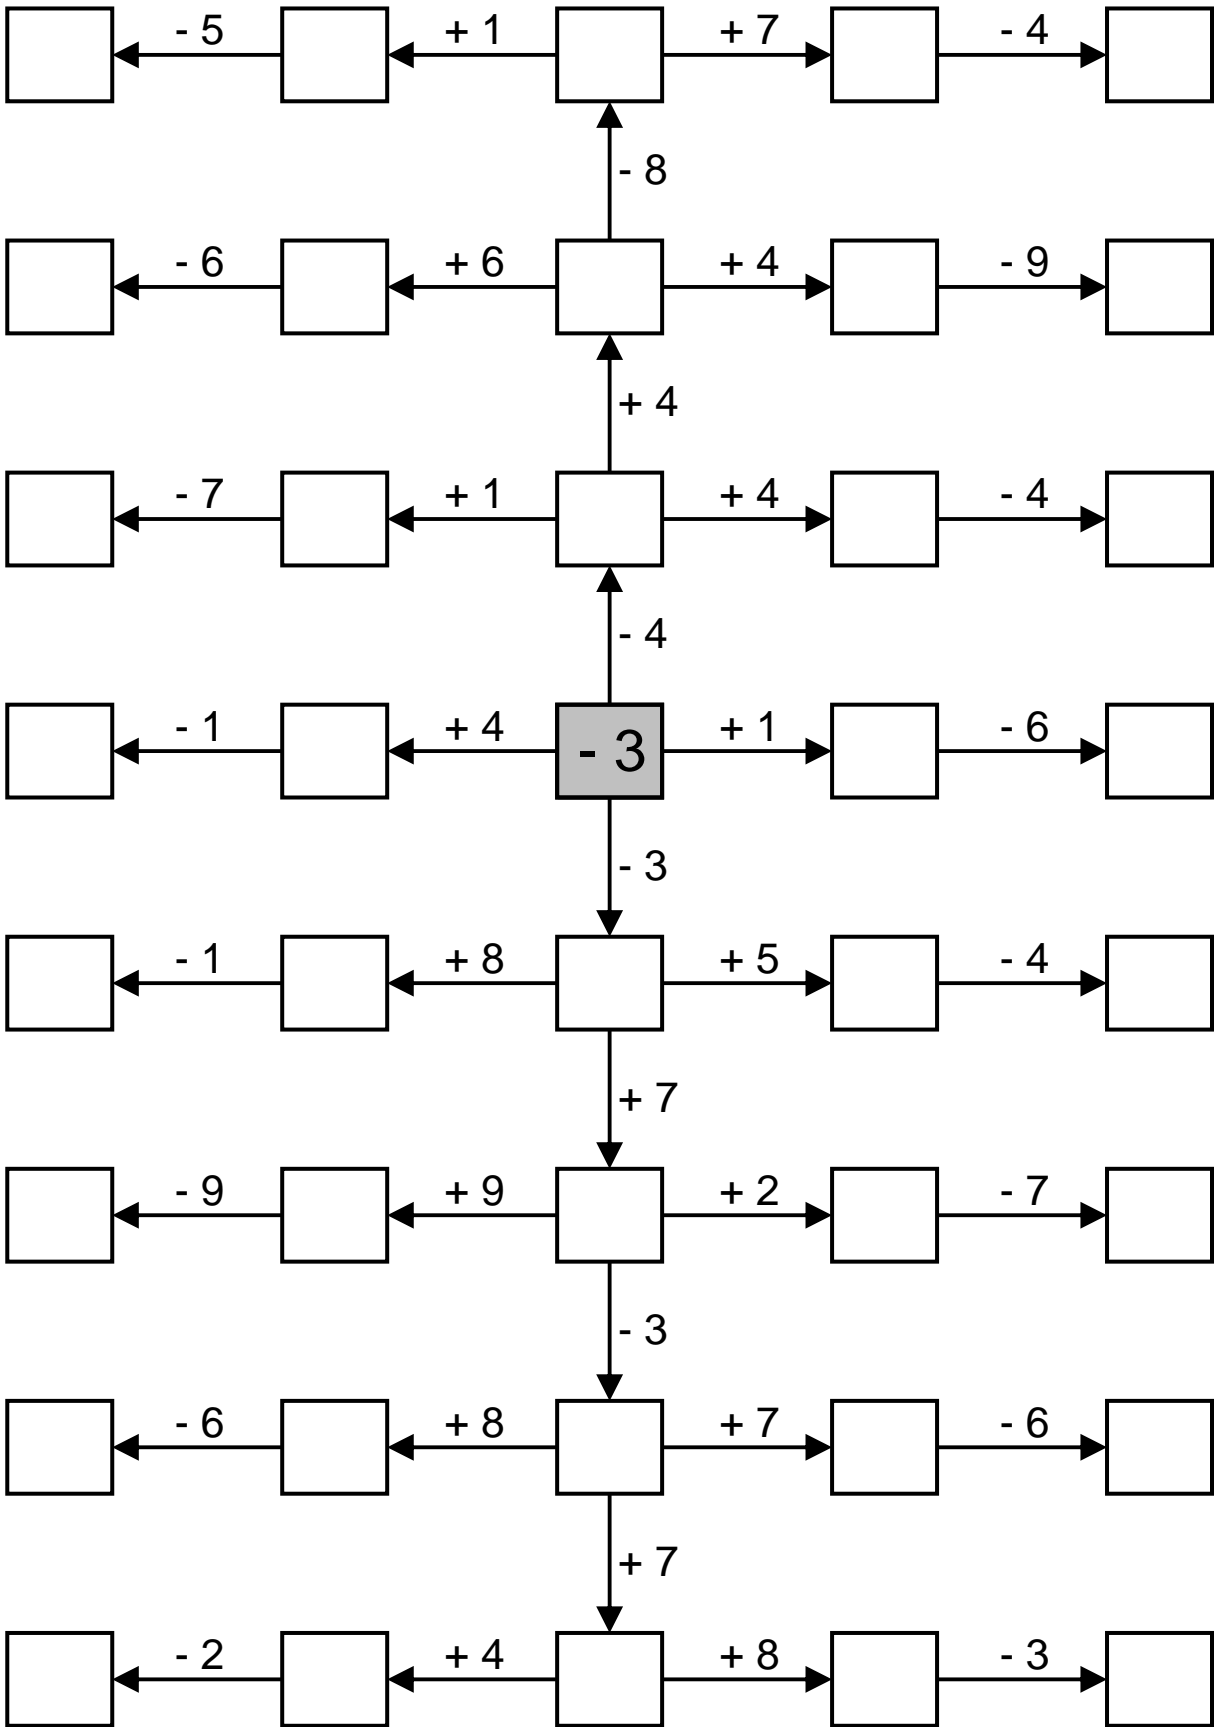 - 5 + 1 + 7 - 4
- 8
- 6 + 6 + 4 - 9
+ 4
- 7 + 1 + 4 - 4
- 4
- 1 + 4 - 3 + 1 - 6
- 3
- 1 + 8 + 5 - 4
+ 7
- 9 + 9 + 2 - 7
- 3
- 6 + 8 + 7 - 6
+ 7
- 2 + 4 + 8 - 3